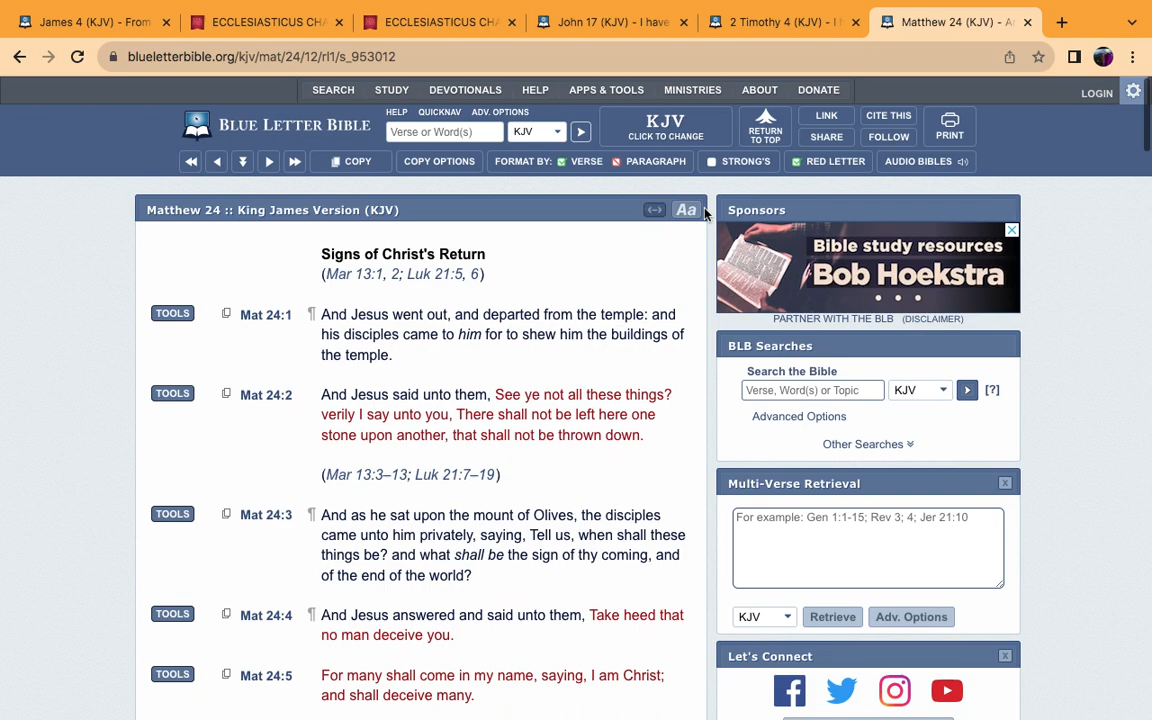 James 4 (KJV) - From
ECCLESIASTICUS CHA
ECCLESIASTICUS CHA
John 17 (KJV) - I have
2 Timothy 4 (KJV) - I h
Matthew 24 (KJV) - A
blueletterbible.org/kjv/mat/24/12/rl1/s_953012
SEARCH STUDY DEVOTIONALS HELP APPS & TOOLS MINISTRIES ABOUT DONATE
LOGIN
BLUE LETTER BIBLE
HELP QUICKNAV ADV. OPTIONS
Verse or Word(s) KJV
KJV
CLICK TO CHANGE
RETURN
TO TOP
LINK CITE THIS
SHARE FOLLOW
PRINT
COPY COPY OPTIONS FORMAT BY: VERSE PARAGRAPH STRONG'S RED LETTER AUDIO BIBLES
Matthew 24 :: King James Version (KJV) Aa
Signs of Christ's Return
(Mar 13:1, 2; Luk 21:5, 6)
TOOLS Mat 24:1 ¶ And Jesus went out, and departed from the temple: and
his disciples came to him for to shew him the buildings of
the temple.
TOOLS Mat 24:2 And Jesus said unto them, See ye not all these things?
verily I say unto you, There shall not be left here one
stone upon another, that shall not be thrown down.
(Mar 13:3–13; Luk 21:7–19)
TOOLS Mat 24:3 ¶ And as he sat upon the mount of Olives, the disciples
came unto him privately, saying, Tell us, when shall these
things be? and what shall be the sign of thy coming, and
of the end of the world?
TOOLS Mat 24:4 ¶ And Jesus answered and said unto them, Take heed that
no man deceive you.
TOOLS Mat 24:5 For many shall come in my name, saying, I am Christ;
and shall deceive many.
Sponsors
Bible study resources
Bob Hoekstra
PARTNER WITH THE BLB (DISCLAIMER)
BLB Searches
Search the Bible
Verse, Word(s) or Topic KJV [?]
Advanced Options
Other Searches
Multi-Verse Retrieval x
For example: Gen 1:1-15; Rev 3; 4; Jer 21:10
KJV Retrieve Adv. Options
Let's Connect x